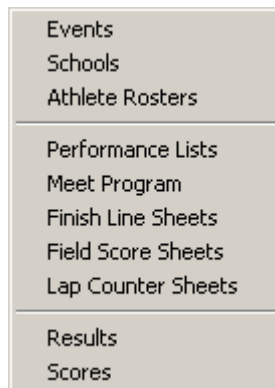 Events
Schools
Athlete Rosters
Performance Lists
Meet Program
Finish Line Sheets
Field Score Sheets
Lap Counter Sheets
Results
Scores